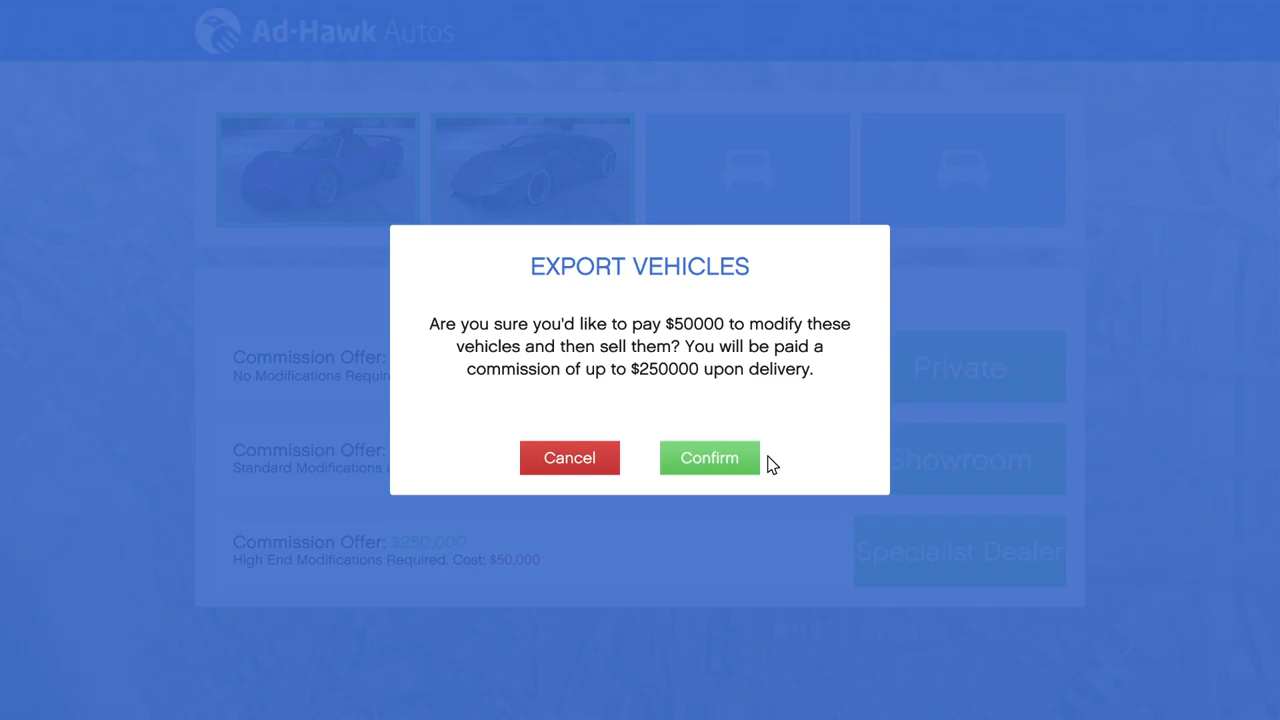 Ad-Hawk Autos
EXPORT VEHICLES
Are you sure you'd like to pay $50000 to modify these
vehicles and then sell them? You will be paid a
commission of up to $250000 upon delivery.
Cancel
Confirm
Commission Offer:
No Modifications
Private
Commission Offer:
Standard Modifications
Showroom
Commission Offer: $250,000
High End Modifications Required. Cost: $50,000
Specialist Dealer